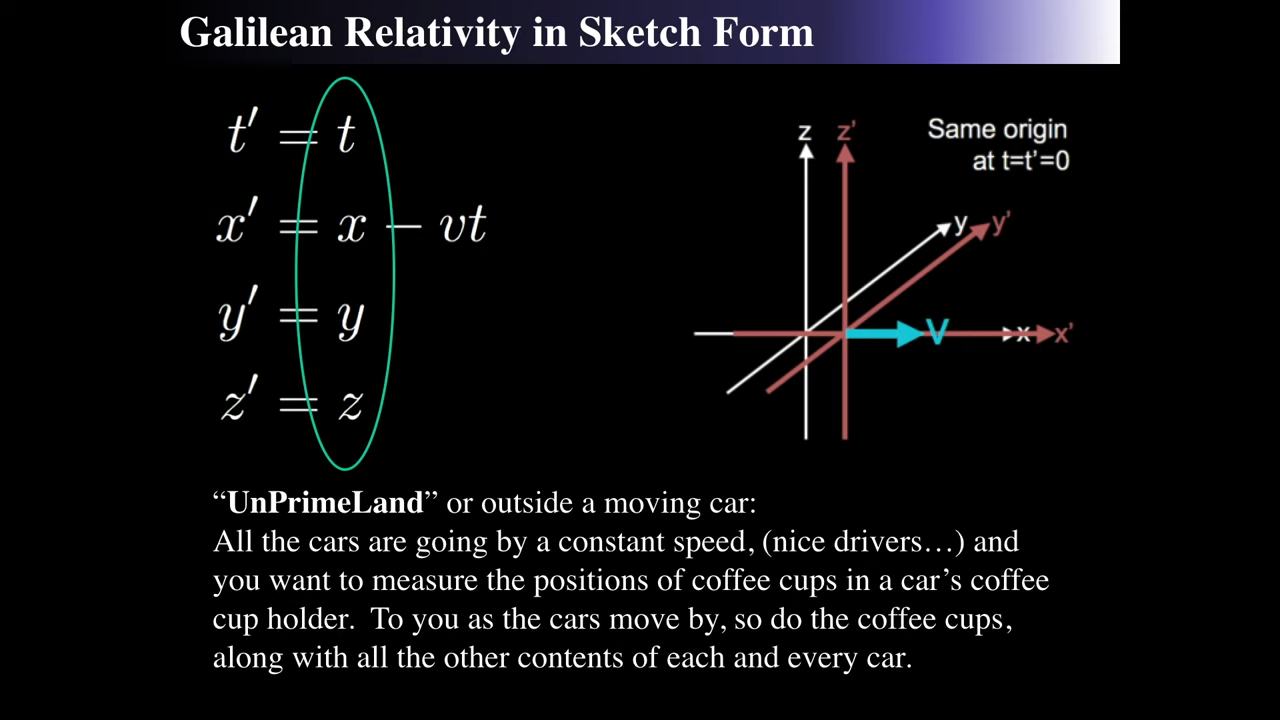 Galilean Relativity in Sketch Form
t′ = t
x′ = x − vt
y′ = y
z′ = z
z z’
Same origin
at t=t’=0
y y’
V x x’
“UnPrimeLand” or outside a moving car:
All the cars are going by a constant speed, (nice drivers…) and
you want to measure the positions of coffee cups in a car’s coffee
cup holder.  To you as the cars move by, so do the coffee cups,
along with all the other contents of each and every car.